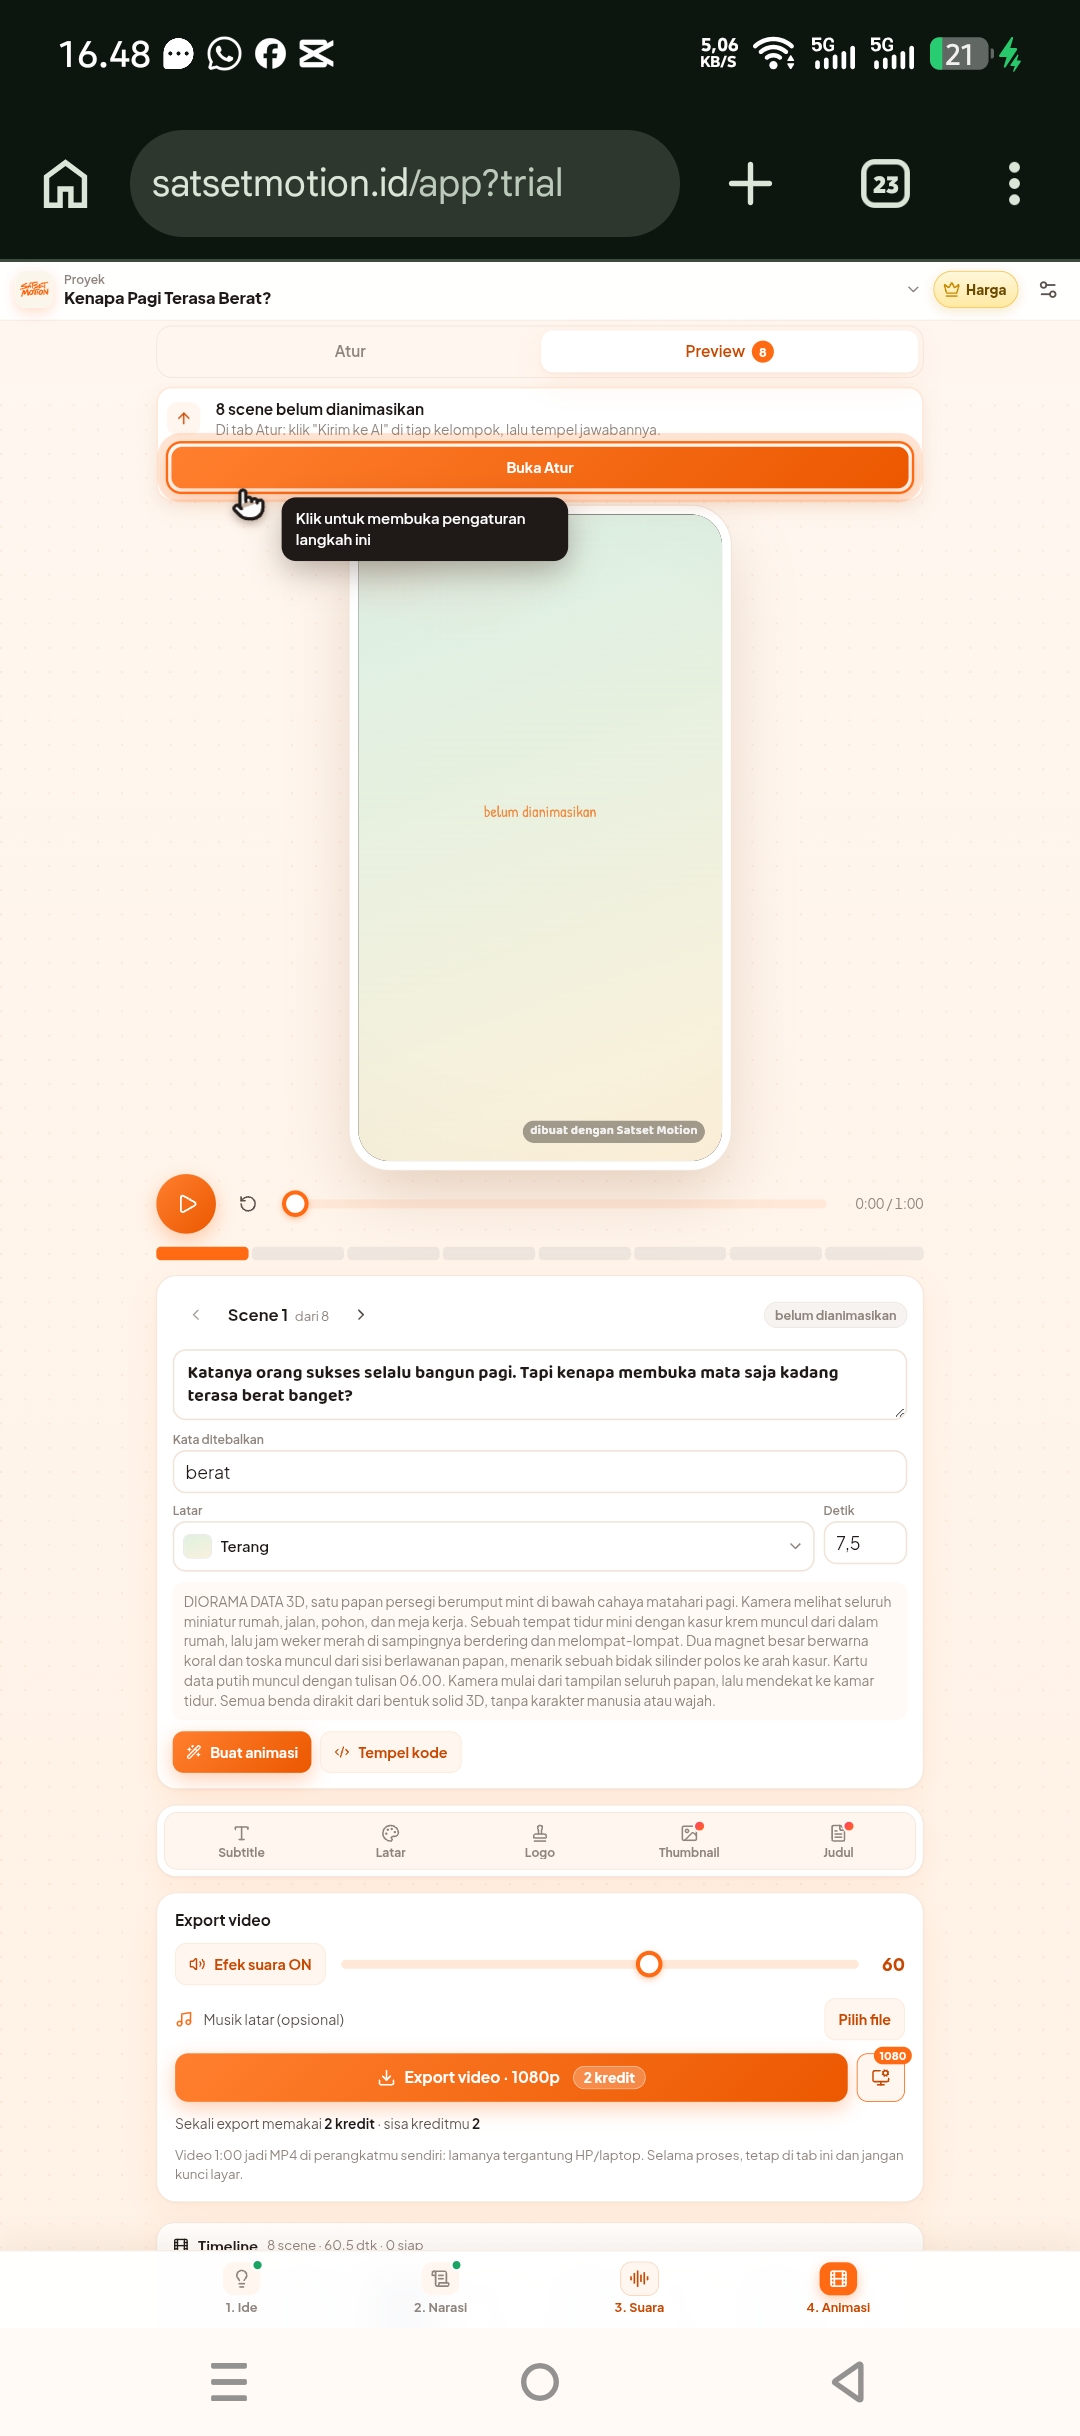 16.48
5,06
KB/S
5G
5G
21
satsetmotion.id/app?trial
23
SATSET
MOTION
Proyek
Kenapa Pagi Terasa Berat?
Harga
Atur
Preview 8
8 scene belum dianimasikan
Di tab Atur: klik "Kirim ke AI" di tiap kelompok, lalu tempel jawabannya.
Buka Atur
Klik untuk membuka pengaturan
langkah ini
belum dianimasikan
dibuat dengan Satset Motion
0:00 / 1:00
Scene 1 dari 8
belum dianimasikan
Katanya orang sukses selalu bangun pagi. Tapi kenapa membuka mata saja kadang
terasa berat banget?
Kata ditebalkan
berat
Latar
Detik
Terang
7,5
DIORAMA DATA 3D, satu papan persegi berumput mint di bawah cahaya matahari pagi. Kamera melihat seluruh
miniatur rumah, jalan, pohon, dan meja kerja. Sebuah tempat tidur mini dengan kasur krem muncul dari dalam
rumah, lalu jam weker merah di sampingnya berdering dan melompat-lompat. Dua magnet besar berwarna
koral dan toska muncul dari sisi berlawanan papan, menarik sebuah bidak silinder polos ke arah kasur. Kartu
data putih muncul dengan tulisan 06.00. Kamera mulai dari tampilan seluruh papan, lalu mendekat ke kamar
tidur. Semua benda dirakit dari bentuk solid 3D, tanpa karakter manusia atau wajah.
Buat animasi
Tempel kode
Subtitle
Latar
Logo
Thumbnail
Judul
Export video
Efek suara ON
60
Musik latar (opsional)
Pilih file
Export video · 1080p 2 kredit
1080
Sekali export memakai 2 kredit · sisa kreditmu 2
Video 1:00 jadi MP4 di perangkatmu sendiri: lamanya tergantung HP/laptop. Selama proses, tetap di tab ini dan jangan
kunci layar.
Timeline 8 scene · 60,5 dtk · 0 siap
1. Ide
2. Narasi
3. Suara
4. Animasi